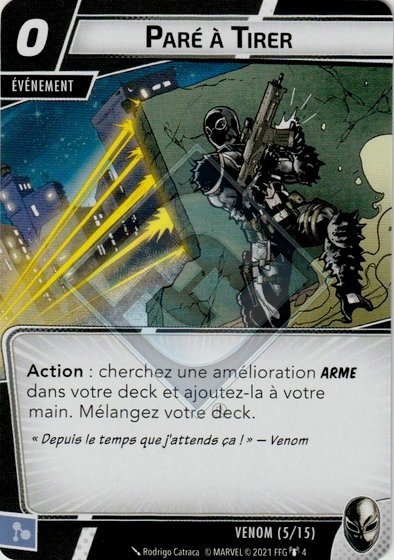 0
PARÉ À TIRER
ÉVÉNEMENT
Action : cherchez une amélioration ARME
dans votre deck et ajoutez-la à votre
main. Mélangez votre deck.
« Depuis le temps que j'attends ça ! » – Venom
VENOM (5/15)
Rodrigo Catraca © MARVEL © 2021 FFG 4